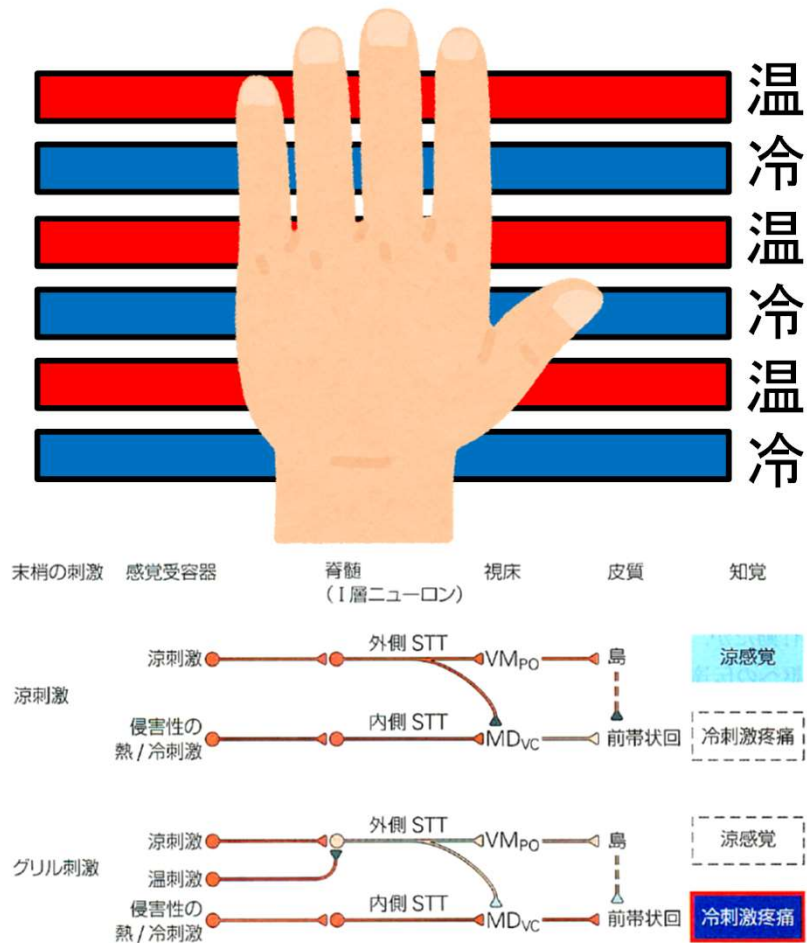 温
冷
温
冷
温
冷
末梢の刺激 感覚受容器 脊髄 視床 皮質 知覚
(Ⅰ層ニューロン)
涼刺激
涼刺激 外側 STT VMPO 島 涼感覚
侵害性の
熱/冷刺激 内側 STT MDVC 前帯状回 冷刺激疼痛
グリル刺激
涼刺激 外側 STT VMPO 島 涼感覚
温刺激
侵害性の
熱/冷刺激 内側 STT MDVC 前帯状回 冷刺激疼痛